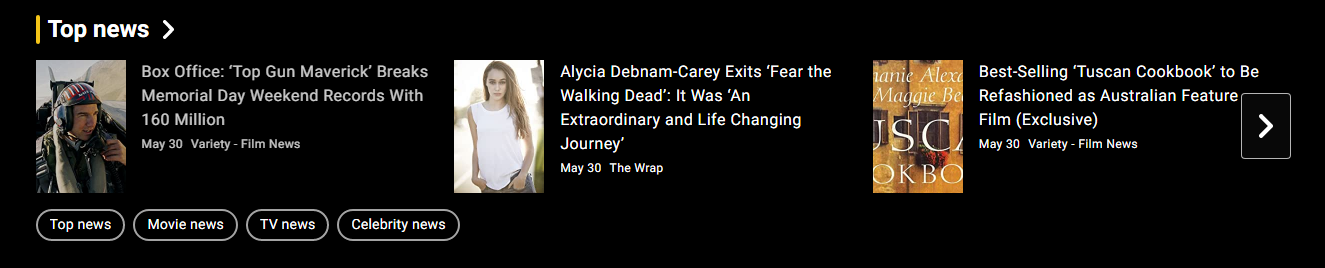 Top news
Box Office: ‘Top Gun Maverick’ Breaks
Memorial Day Weekend Records With
160 Million
May 30 Variety - Film News
Alycia Debnam-Carey Exits ‘Fear the
Walking Dead’: It Was ‘An
Extraordinary and Life Changing
Journey’
May 30 The Wrap
anie Alexa
Maggie Be
USCA
OKBO
Best-Selling ‘Tuscan Cookbook’ to Be
Refashioned as Australian Feature
Film (Exclusive)
May 30 Variety - Film News
Top news
Movie news
TV news
Celebrity news